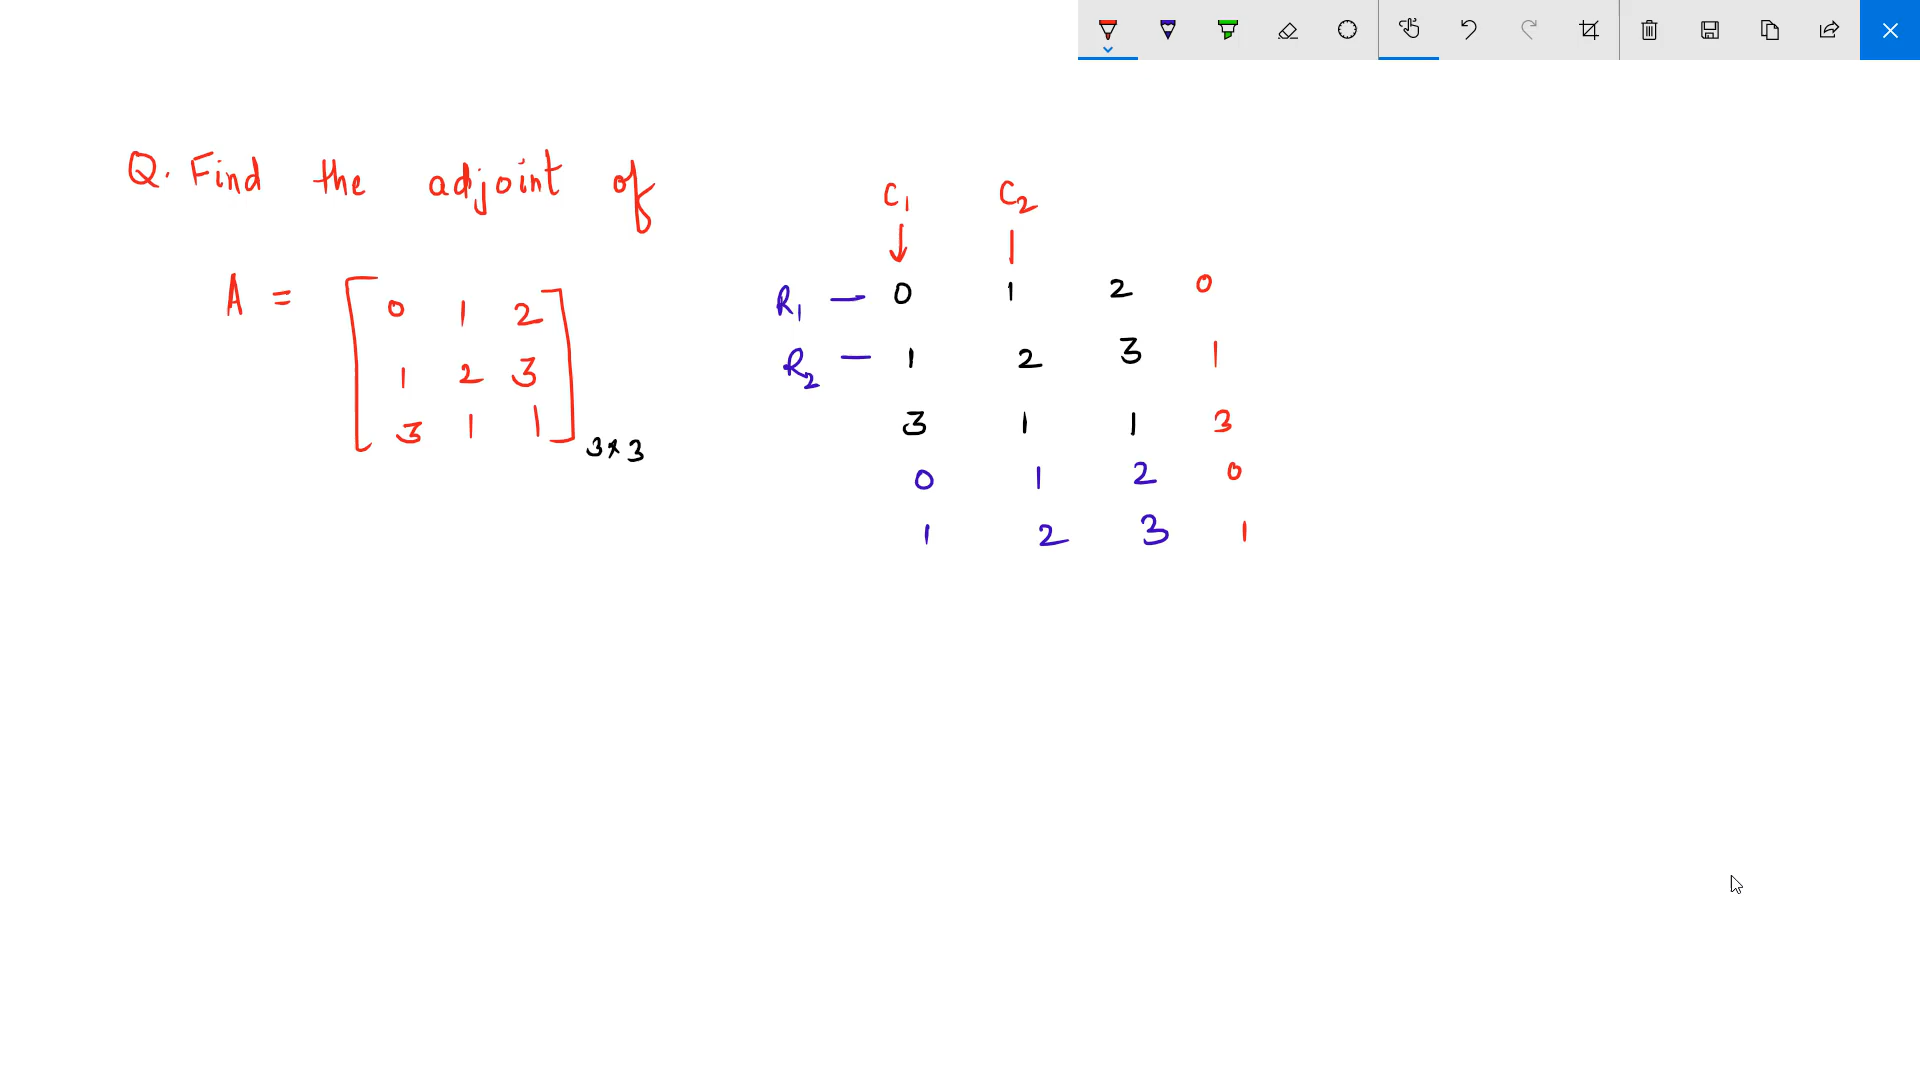 Q. Find the adjoint of
A = [ 0 1 2
1 2 3
3 1 1 ] 3×3
C1 C2
R1 – 0 1 2 0
R2 – 1 2 3 1
3 1 1 3
0 1 2 0
1 2 3 1